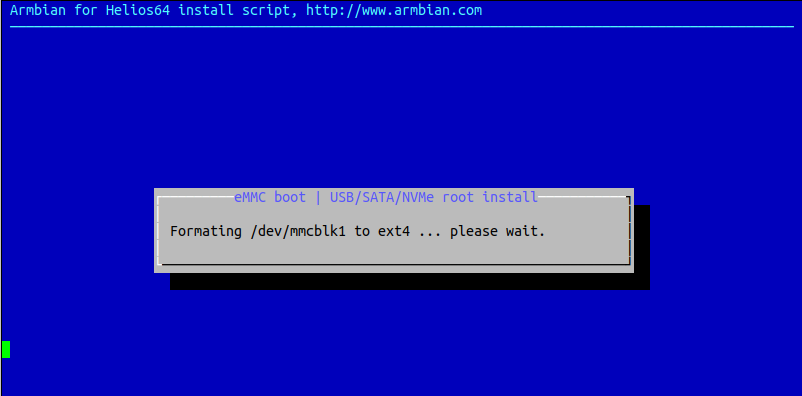 Armbian for Helios64 install script, http://www.armbian.com
eMMC boot | USB/SATA/NVMe root install
Formating /dev/mmcblk1 to ext4 ... please wait.